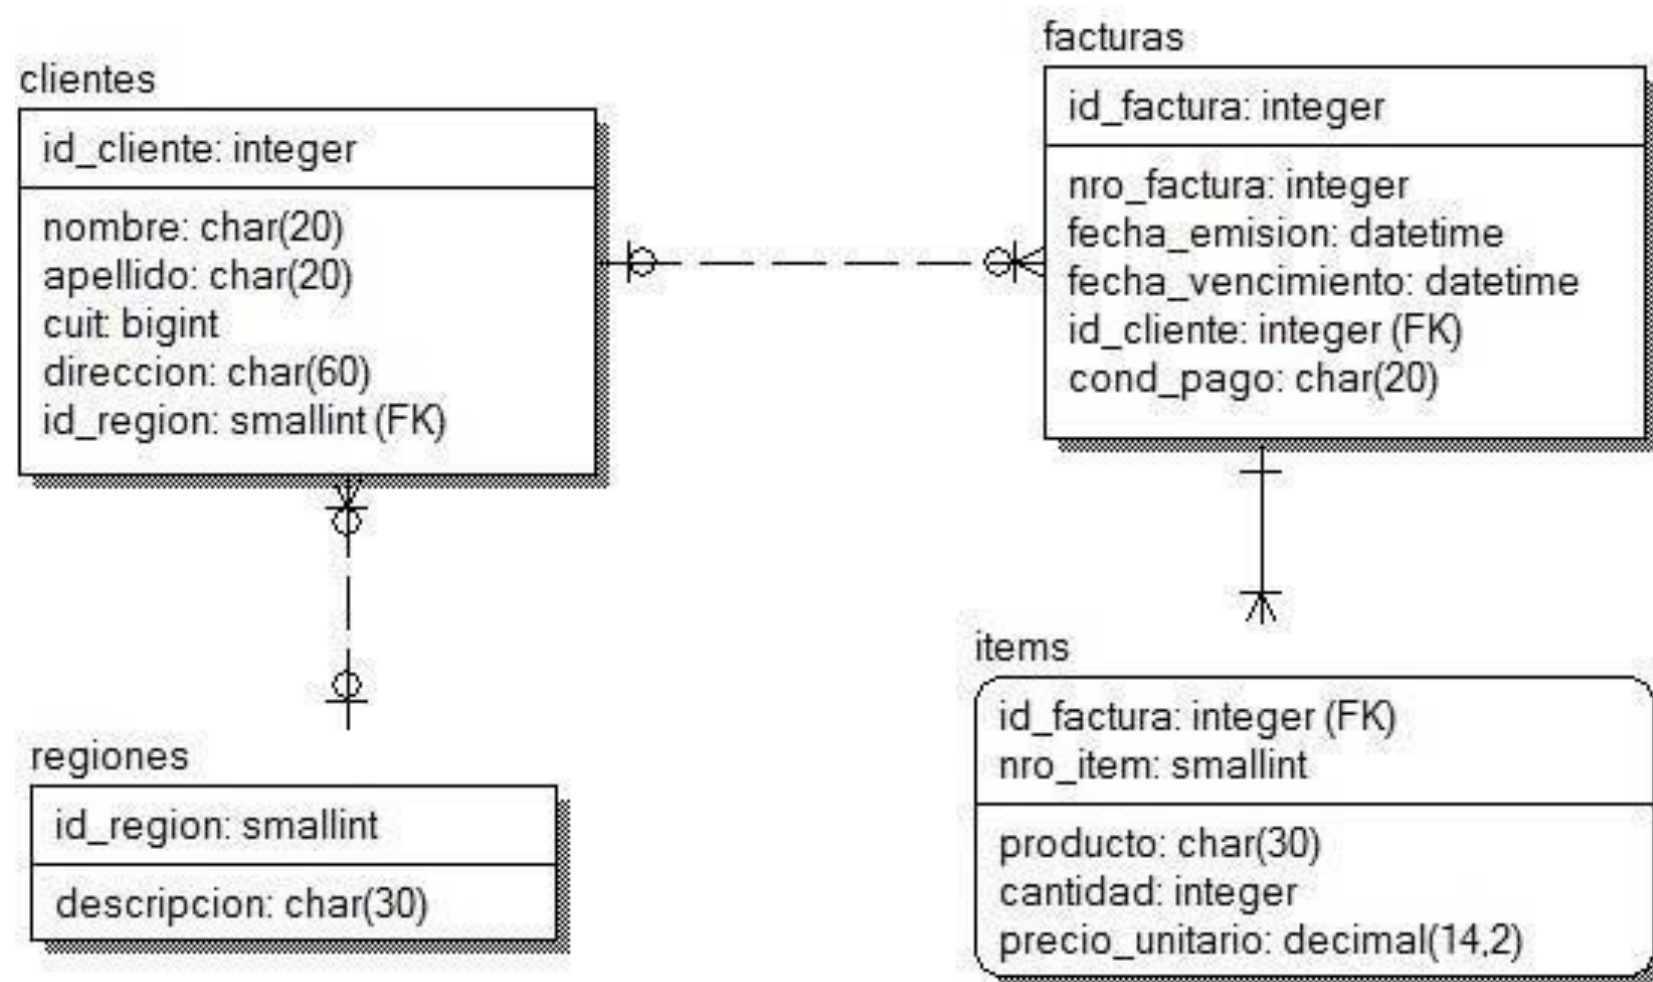 clientes
id_cliente: integer
nombre: char(20)
apellido: char(20)
cuit: bigint
direccion: char(60)
id_region: smallint (FK)
facturas
id_factura: integer
nro_factura: integer
fecha_emision: datetime
fecha_vencimiento: datetime
id_cliente: integer (FK)
cond_pago: char(20)
regiones
id_region: smallint
descripcion: char(30)
items
id_factura: integer (FK)
nro_item: smallint
producto: char(30)
cantidad: integer
precio_unitario: decimal(14,2)